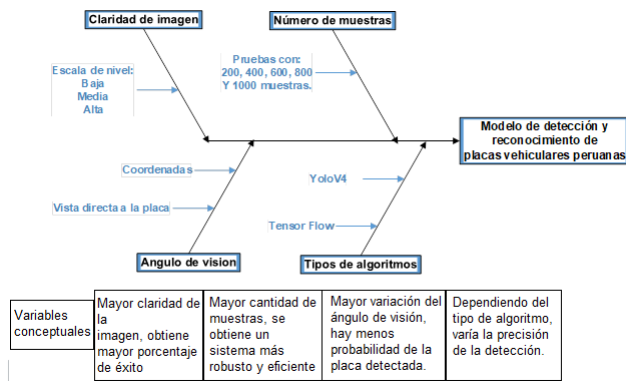 Claridad de imagen
Número de muestras
Escala de nivel:
Baja
Media
Alta
Pruebas con:
200, 400, 600, 800
Y 1000 muestras.
Modelo de detección y
reconocimiento de
placas vehiculares peruanas
Coordenadas
Vista directa a la placa
YoloV4
Tensor Flow
Angulo de vision
Tipos de algoritmos
Variables
conceptuales
Mayor claridad de
la
imagen, obtiene
mayor porcentaje
de éxito
Mayor cantidad de
muestras, se
obtiene un
sistema más
robusto y eficiente
Mayor variación del
ángulo de visión,
hay menos
probabilidad de la
placa detectada.
Dependiendo del
tipo de algoritmo,
varía la precisión
de la detección.